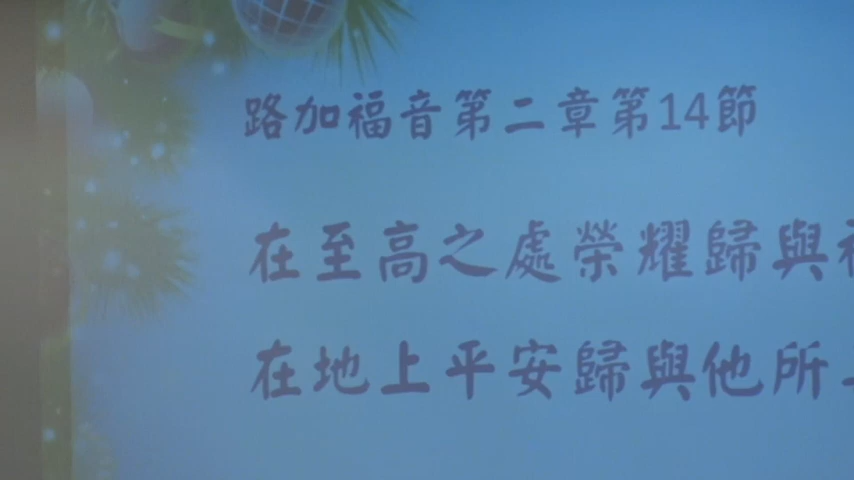 路加福音第二章第14節
在至高之處榮耀歸與
在地上平安歸與他所